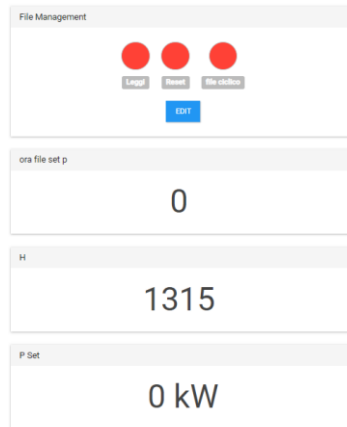 File Management
Leggi Reset file ciclico
EDIT
ora file set p
0
H
1315
P Set
0 kW